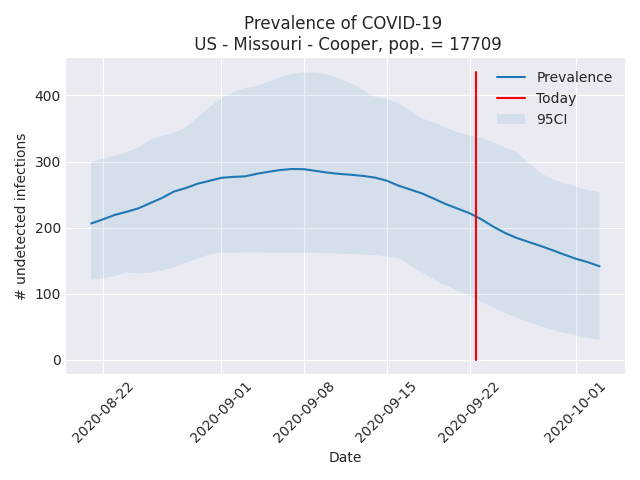 Prevalence of COVID-19
US - Missouri - Cooper, pop. = 17709
Prevalence
Today
95CI
# undetected infections
400
300
200
100
0
2020-08-22
2020-09-01
2020-09-08
2020-09-15
2020-09-22
2020-10-01
Date